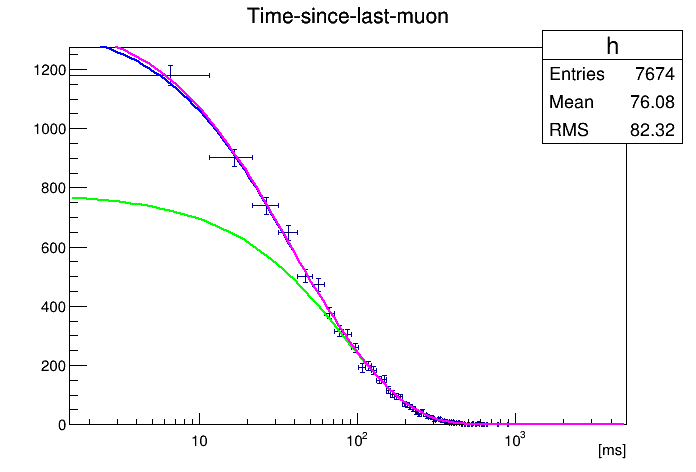 Time-since-last-muon
h
Entries 7674
Mean 76.08
RMS 82.32
1200
1000
800
600
400
200
0
10 10² 10³
[ms]